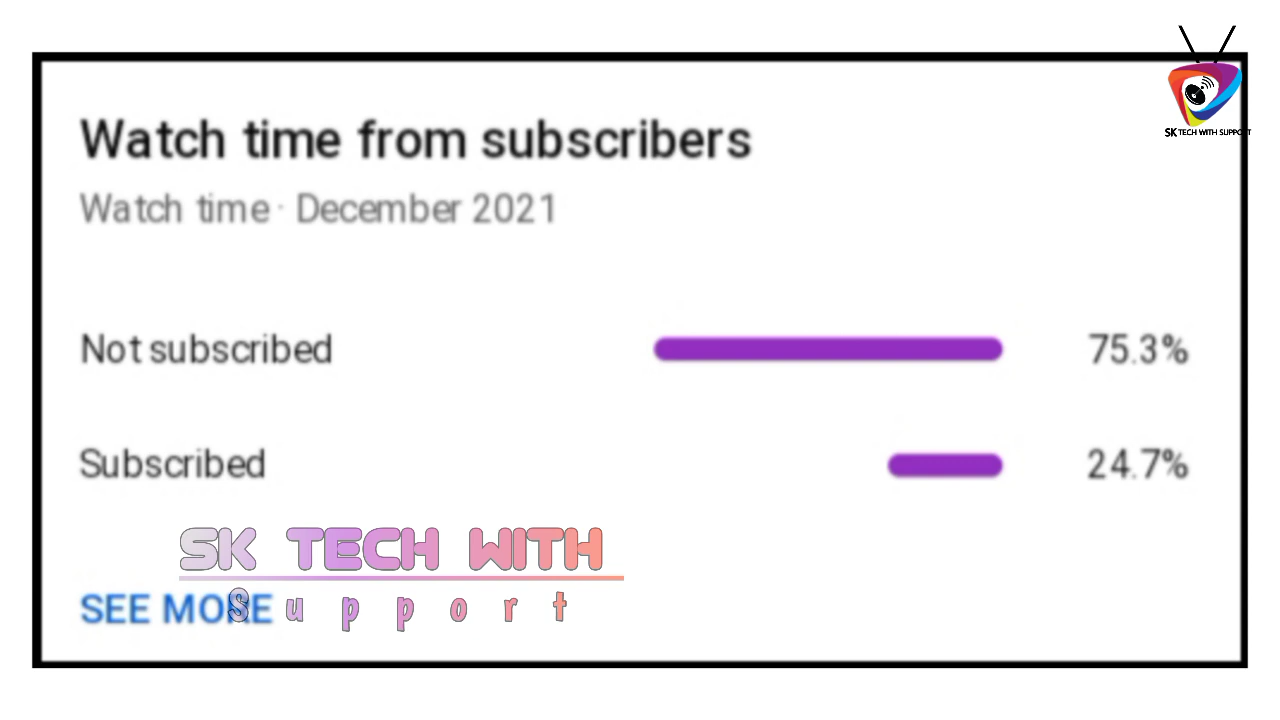 SK TECH WITH SUPPORT
Watch time from subscribers
Watch time · December 2021
Not subscribed 75.3%
Subscribed 24.7%
SK TECH WITH
Support
SEE MORE